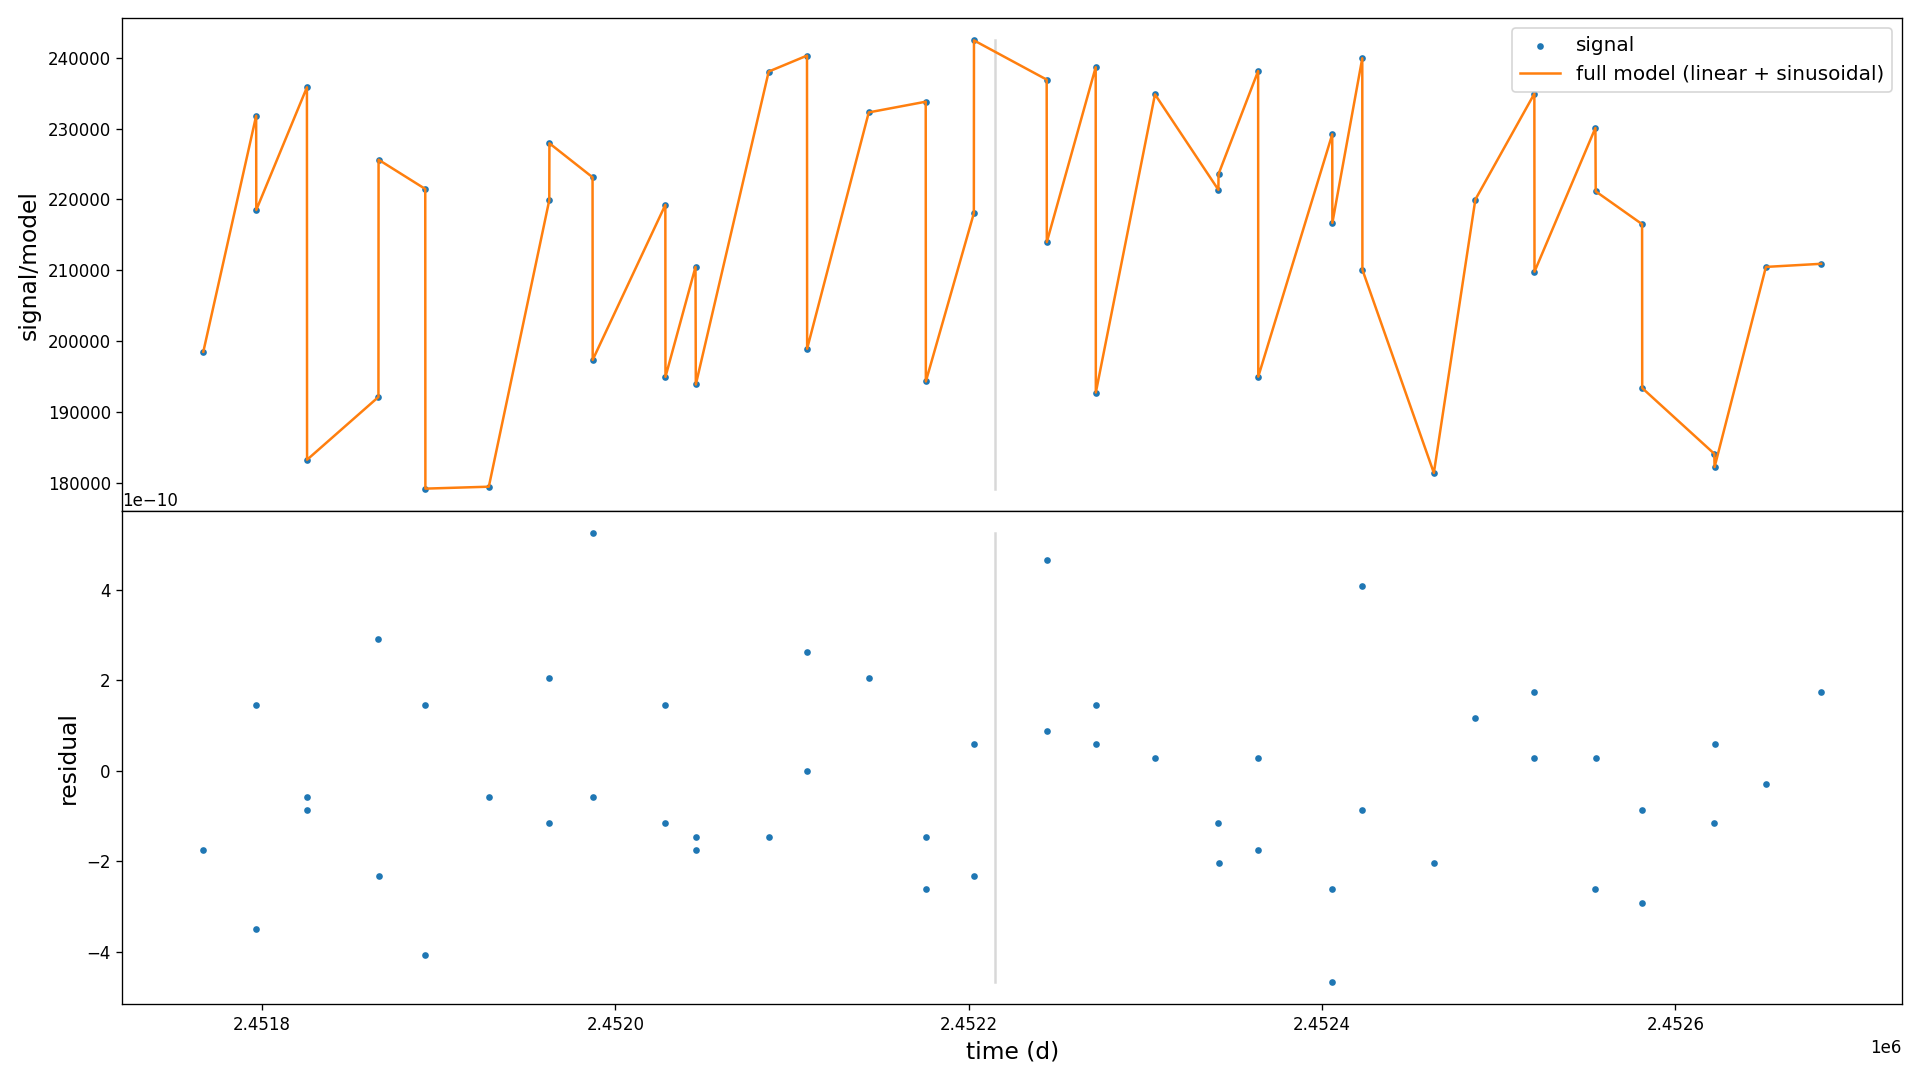 signal
full model (linear + sinusoidal)
signal/model
240000
230000
220000
210000
200000
190000
180000
1e−10
residual
4
2
0
−2
−4
2.4518
2.4520
2.4522
2.4524
2.4526
time (d)
1e6